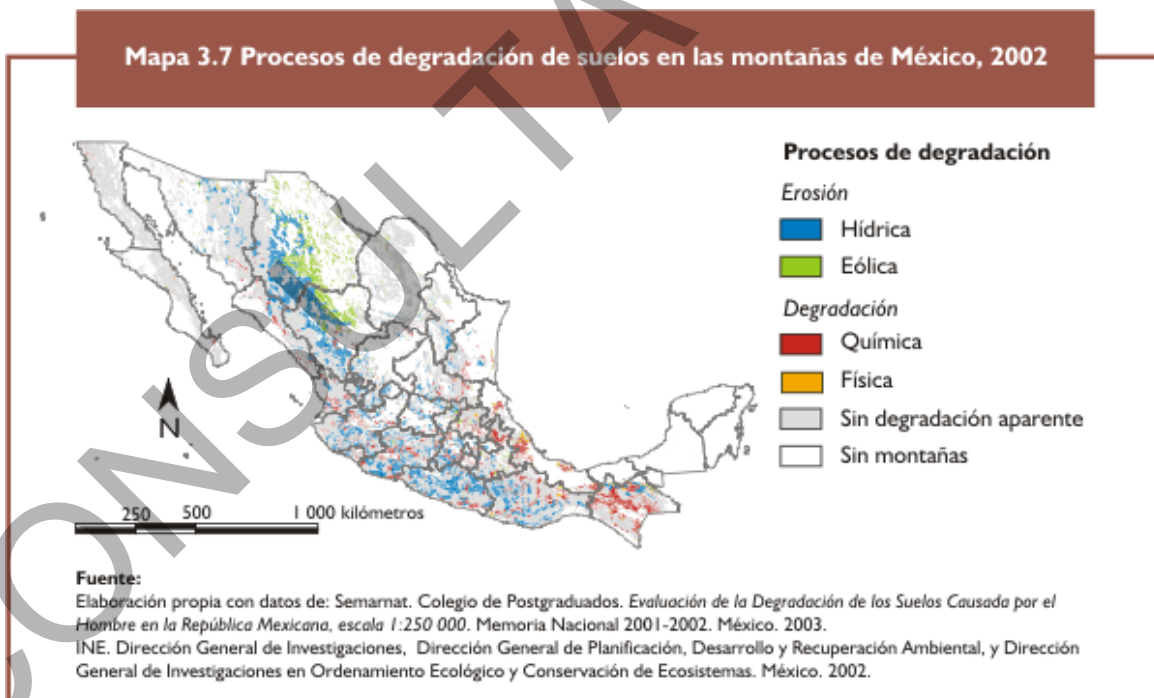 Mapa 3.7 Procesos de degradación de suelos en las montañas de México, 2002
Procesos de degradación
Erosión
Hídrica
Eólica
Degradación
Química
Física
Sin degradación aparente
Sin montañas
N
250 500 1 000 kilómetros
Fuente:
Elaboración propia con datos de: Semarnat. Colegio de Postgraduados. Evaluación de la Degradación de los Suelos Causada por el
Hombre en la República Mexicana, escala 1:250 000. Memoria Nacional 2001-2002. México. 2003.
INE. Dirección General de Investigaciones, Dirección General de Planificación, Desarrollo y Recuperación Ambiental, y Dirección
General de Investigaciones en Ordenamiento Ecológico y Conservación de Ecosistemas. México. 2002.
CONSULTA